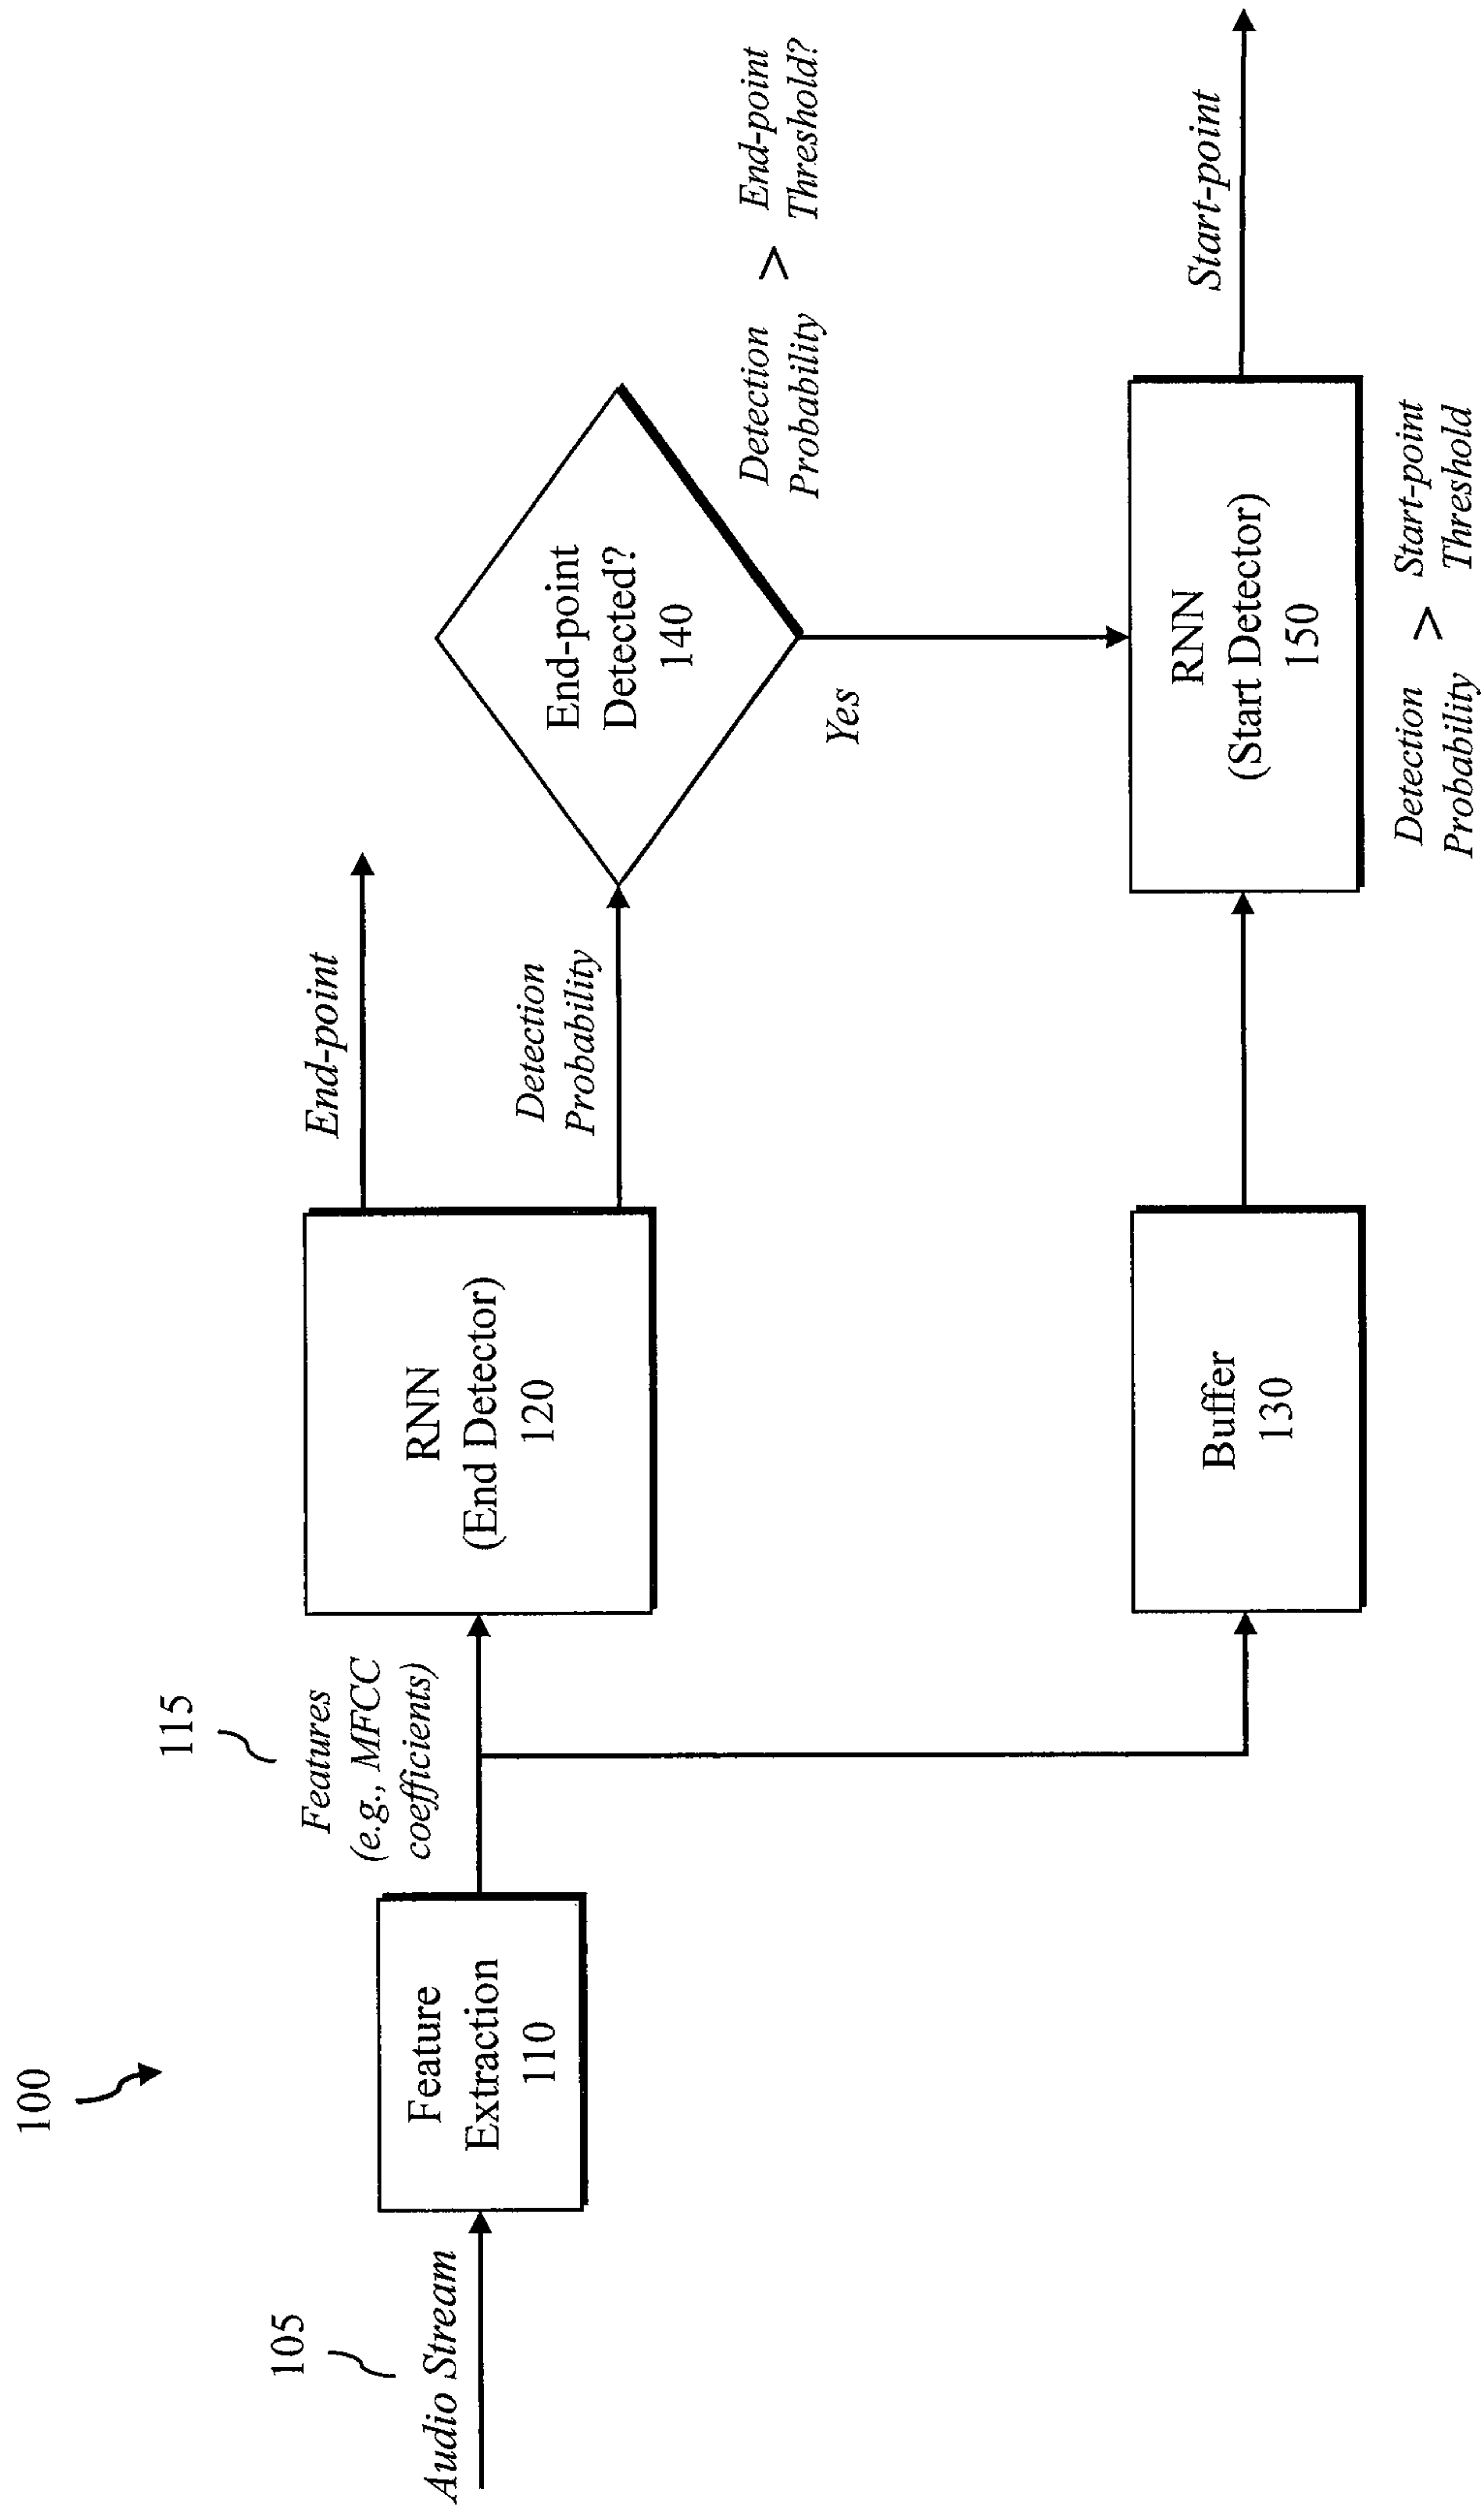 100
105
Audio Stream
Feature
Extraction
110
115
Features
(e.g., MFCC
coefficients)
RNN
(End Detector)
120
End-point
Detection
Probability
End-point
Detected?
140
Detection
Probability
>
End-point
Threshold?
Yes
Buffer
130
RNN
(Start Detector)
150
Detection
Probability
>
Start-point
Threshold
Start-point